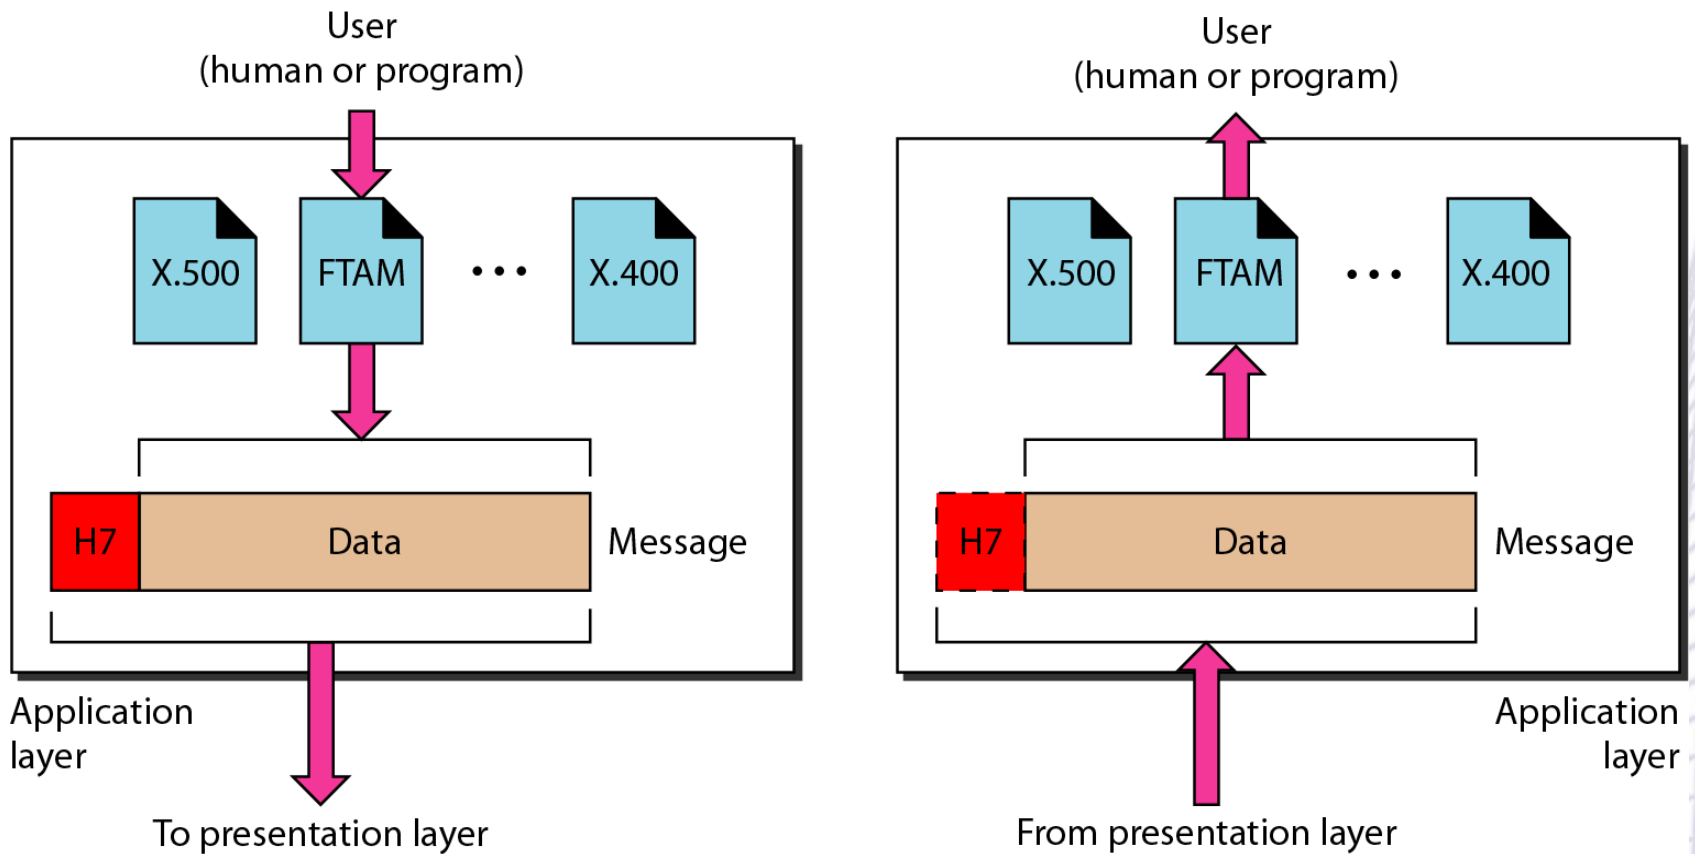 User
(human or program)
X.500
FTAM
...
X.400
H7
Data
Message
Application
layer
To presentation layer
User
(human or program)
X.500
FTAM
...
X.400
H7
Data
Message
Application
layer
From presentation layer